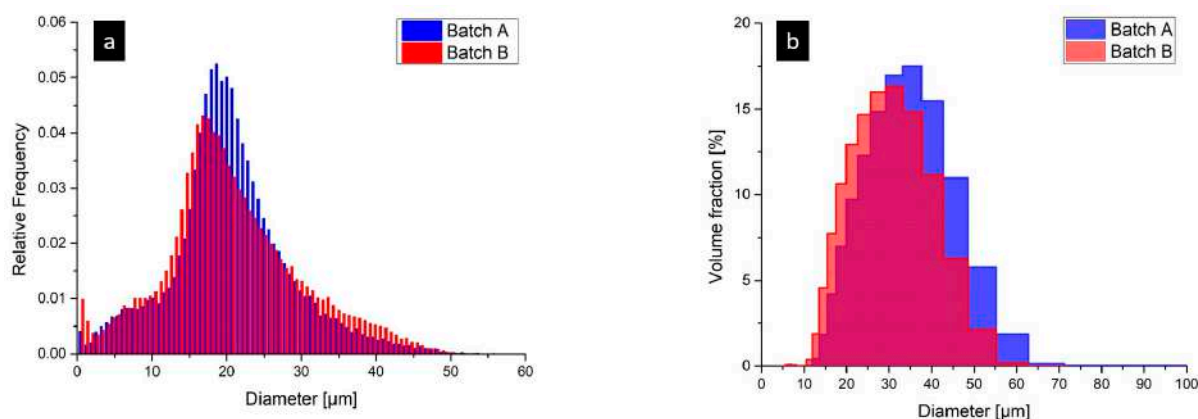 a
Batch A
Batch B
Relative Frequency
0.06
0.05
0.04
0.03
0.02
0.01
0.00
0 10 20 30 40 50 60
Diameter [µm]
b
Batch A
Batch B
Volume fraction [%]
20
15
10
5
0
0 10 20 30 40 50 60 70 80 90 100
Diameter [µm]